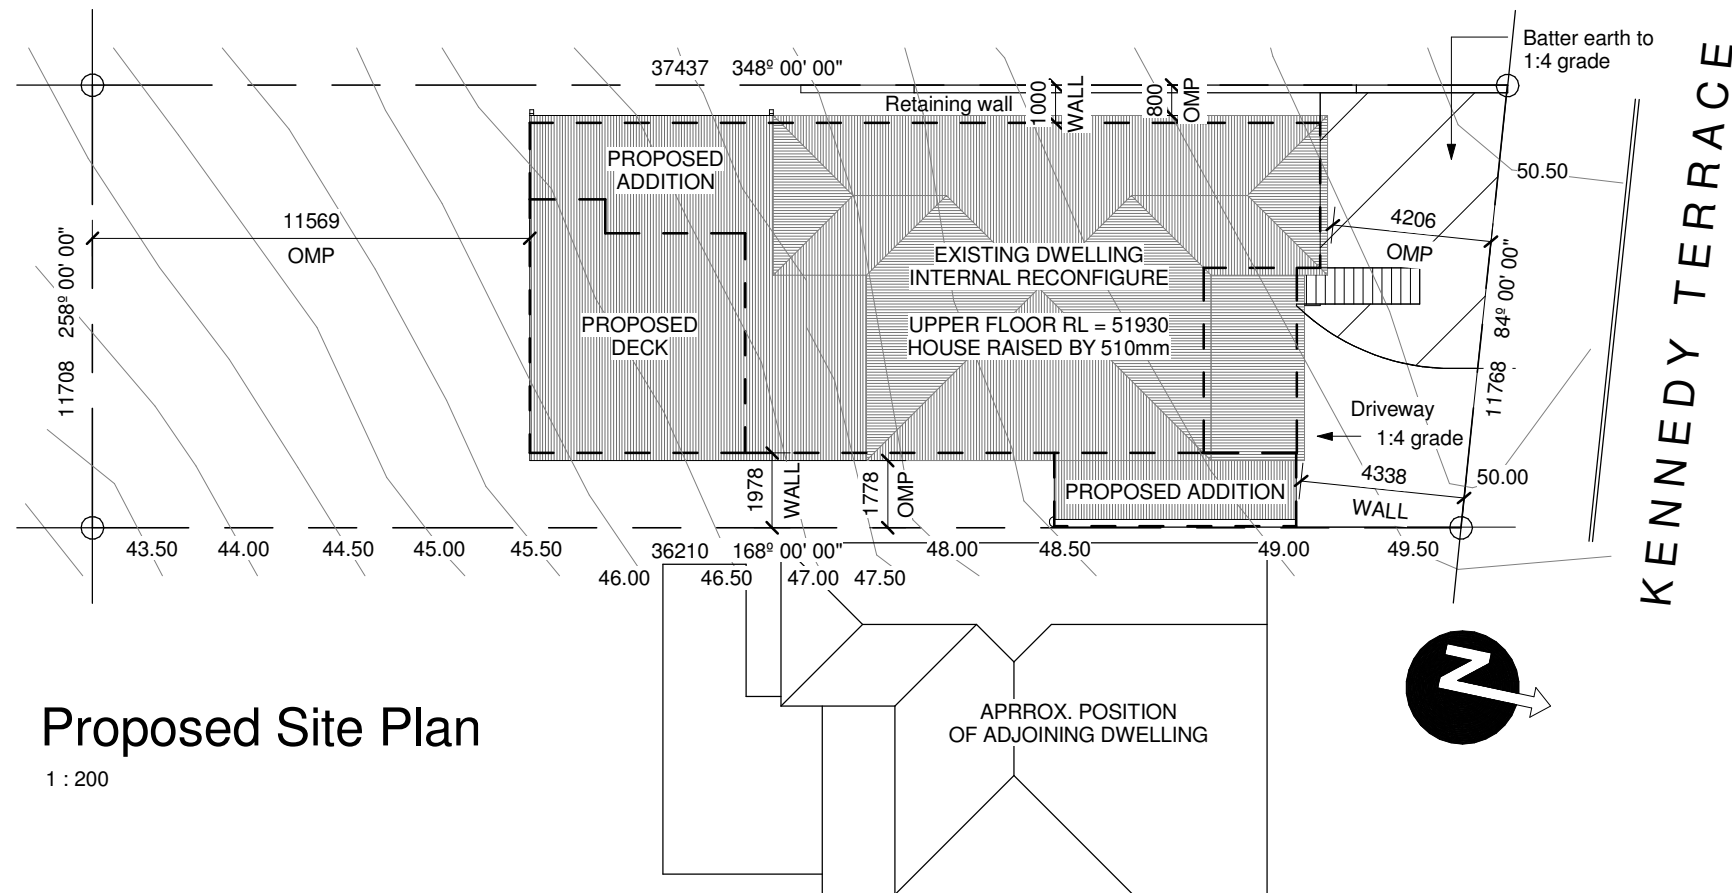 Batter earth to
1:4 grade
37437 348º 00' 00"
Retaining wall
1000
WALL
800
OMP
KENNEDY TERRACE
PROPOSED
ADDITION
50.50
11569
OMP
4206
OMP
11708 258º 00' 00"
EXISTING DWELLING
INTERNAL RECONFIGURE
PROPOSED
DECK
UPPER FLOOR RL = 51930
HOUSE RAISED BY 510mm
11768 84º 00' 00"
Driveway
1:4 grade
1978
WALL
1778
OMP
PROPOSED ADDITION
4338
WALL
50.00
43.50
44.00
44.50
45.00
45.50
36210 168º 00' 00"
48.00
48.50
49.00
49.50
46.00
46.50
47.00
47.50
N
APRROX. POSITION
OF ADJOINING DWELLING
Proposed Site Plan
1 : 200